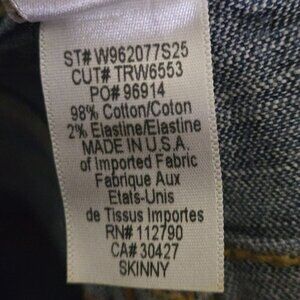 ST# W962077S25
CUT# TRW6553
PO# 96914
98% Cotton/Coton
2% Elastine/Elastine
MADE IN U.S.A.
of Imported Fabric
Fabrique Aux
Etats-Unis
de Tissus Importes
RN# 112790
CA# 30427
SKINNY